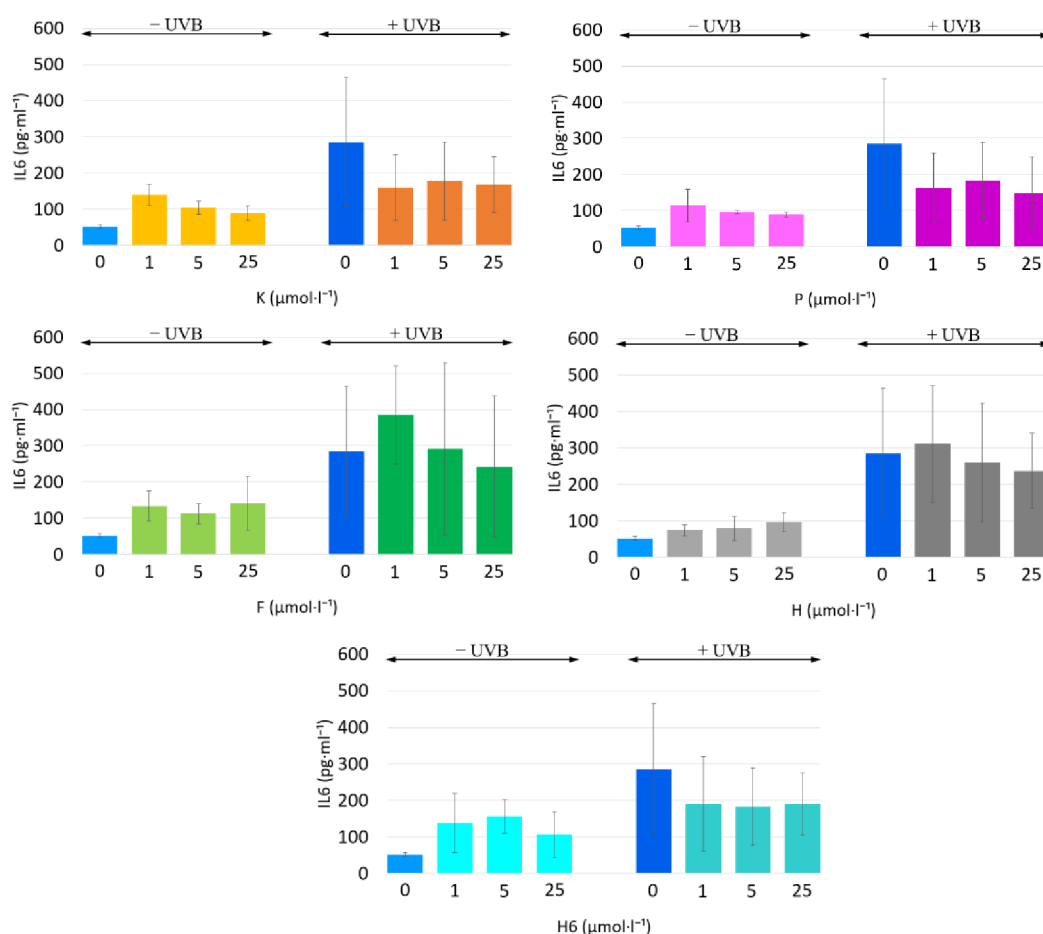 − UVB
+ UVB
600
500
400
300
200
100
0
IL6 (pg·ml⁻¹)
0 1 5 25 0 1 5 25
K (µmol·l⁻¹)
− UVB
+ UVB
600
500
400
300
200
100
0
IL6 (pg·ml⁻¹)
0 1 5 25 0 1 5 25
P (µmol·l⁻¹)
− UVB
+ UVB
600
500
400
300
200
100
0
IL6 (pg·ml⁻¹)
0 1 5 25 0 1 5 25
F (µmol·l⁻¹)
− UVB
+ UVB
600
500
400
300
200
100
0
IL6 (pg·ml⁻¹)
0 1 5 25 0 1 5 25
H (µmol·l⁻¹)
− UVB
+ UVB
600
500
400
300
200
100
0
IL6 (pg·ml⁻¹)
0 1 5 25 0 1 5 25
H6 (µmol·l⁻¹)